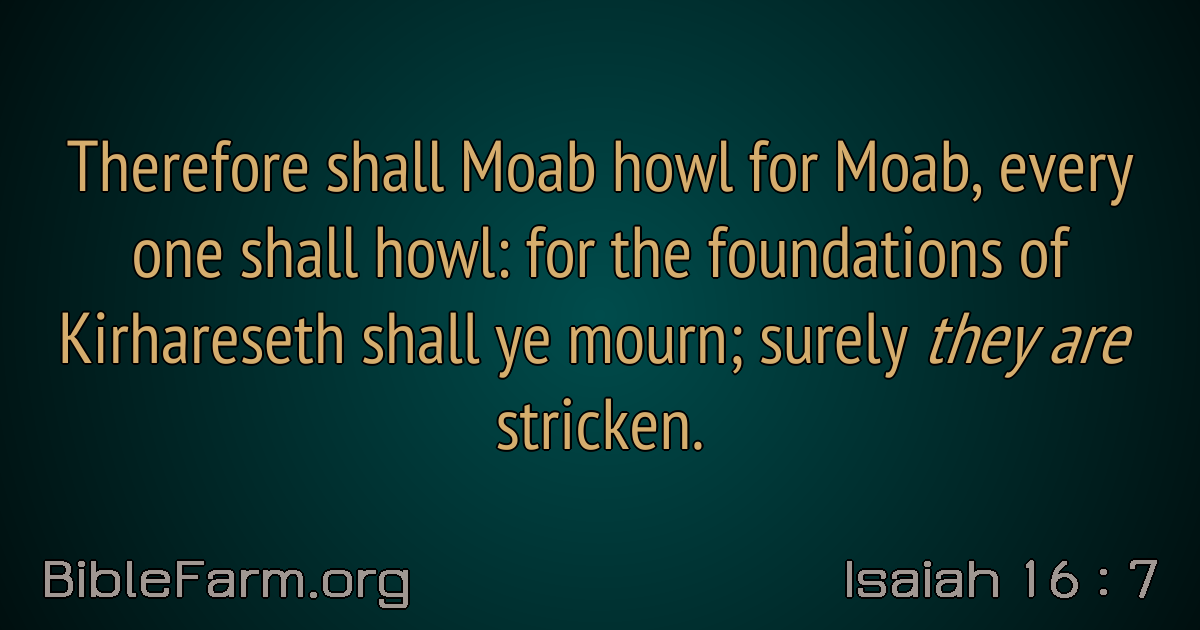 Therefore shall Moab howl for Moab, every
one shall howl: for the foundations of
Kirhareseth shall ye mourn; surely they are
stricken.
BibleFarm.org
Isaiah 16 : 7